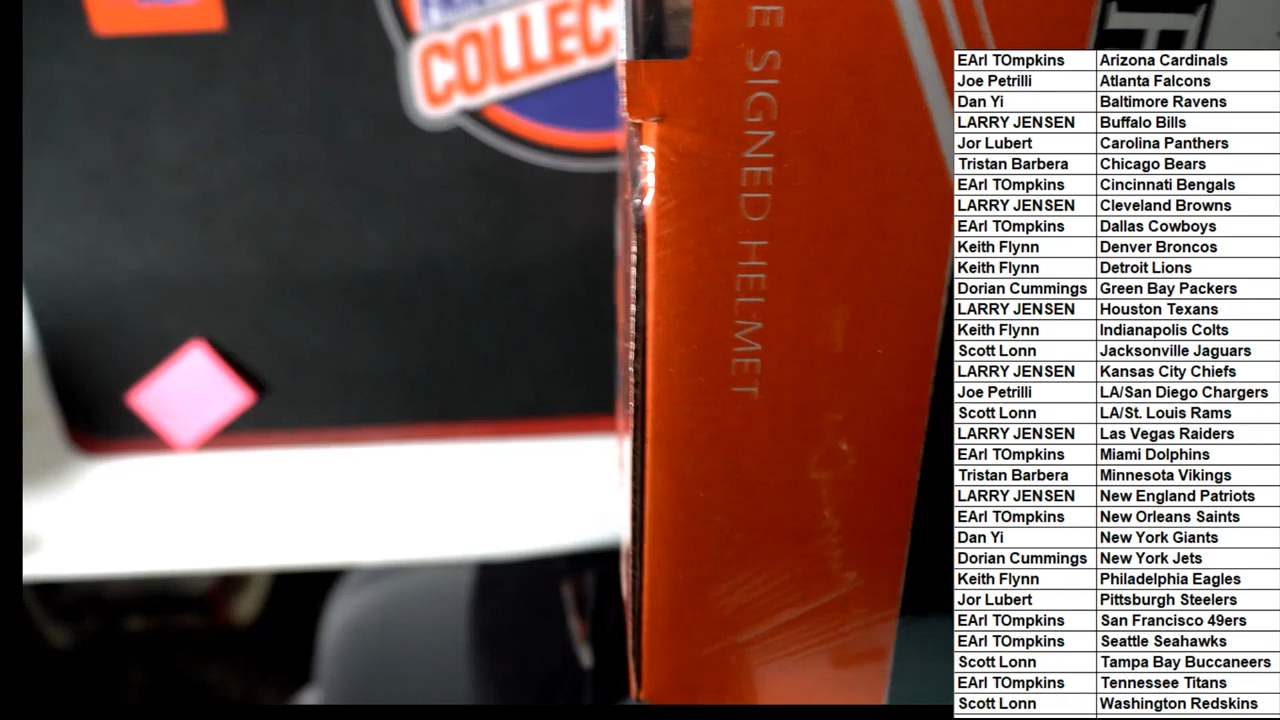 COLLEC
E SIGNED HELMET
EArl TOmpkins Arizona Cardinals
Joe Petrilli Atlanta Falcons
Dan Yi Baltimore Ravens
LARRY JENSEN Buffalo Bills
Jor Lubert Carolina Panthers
Tristan Barbera Chicago Bears
EArl TOmpkins Cincinnati Bengals
LARRY JENSEN Cleveland Browns
EArl TOmpkins Dallas Cowboys
Keith Flynn Denver Broncos
Keith Flynn Detroit Lions
Dorian Cummings Green Bay Packers
LARRY JENSEN Houston Texans
Keith Flynn Indianapolis Colts
Scott Lonn Jacksonville Jaguars
LARRY JENSEN Kansas City Chiefs
Joe Petrilli LA/San Diego Chargers
Scott Lonn LA/St. Louis Rams
LARRY JENSEN Las Vegas Raiders
EArl TOmpkins Miami Dolphins
Tristan Barbera Minnesota Vikings
LARRY JENSEN New England Patriots
EArl TOmpkins New Orleans Saints
Dan Yi New York Giants
Dorian Cummings New York Jets
Keith Flynn Philadelphia Eagles
Jor Lubert Pittsburgh Steelers
EArl TOmpkins San Francisco 49ers
EArl TOmpkins Seattle Seahawks
Scott Lonn Tampa Bay Buccaneers
EArl TOmpkins Tennessee Titans
Scott Lonn Washington Redskins